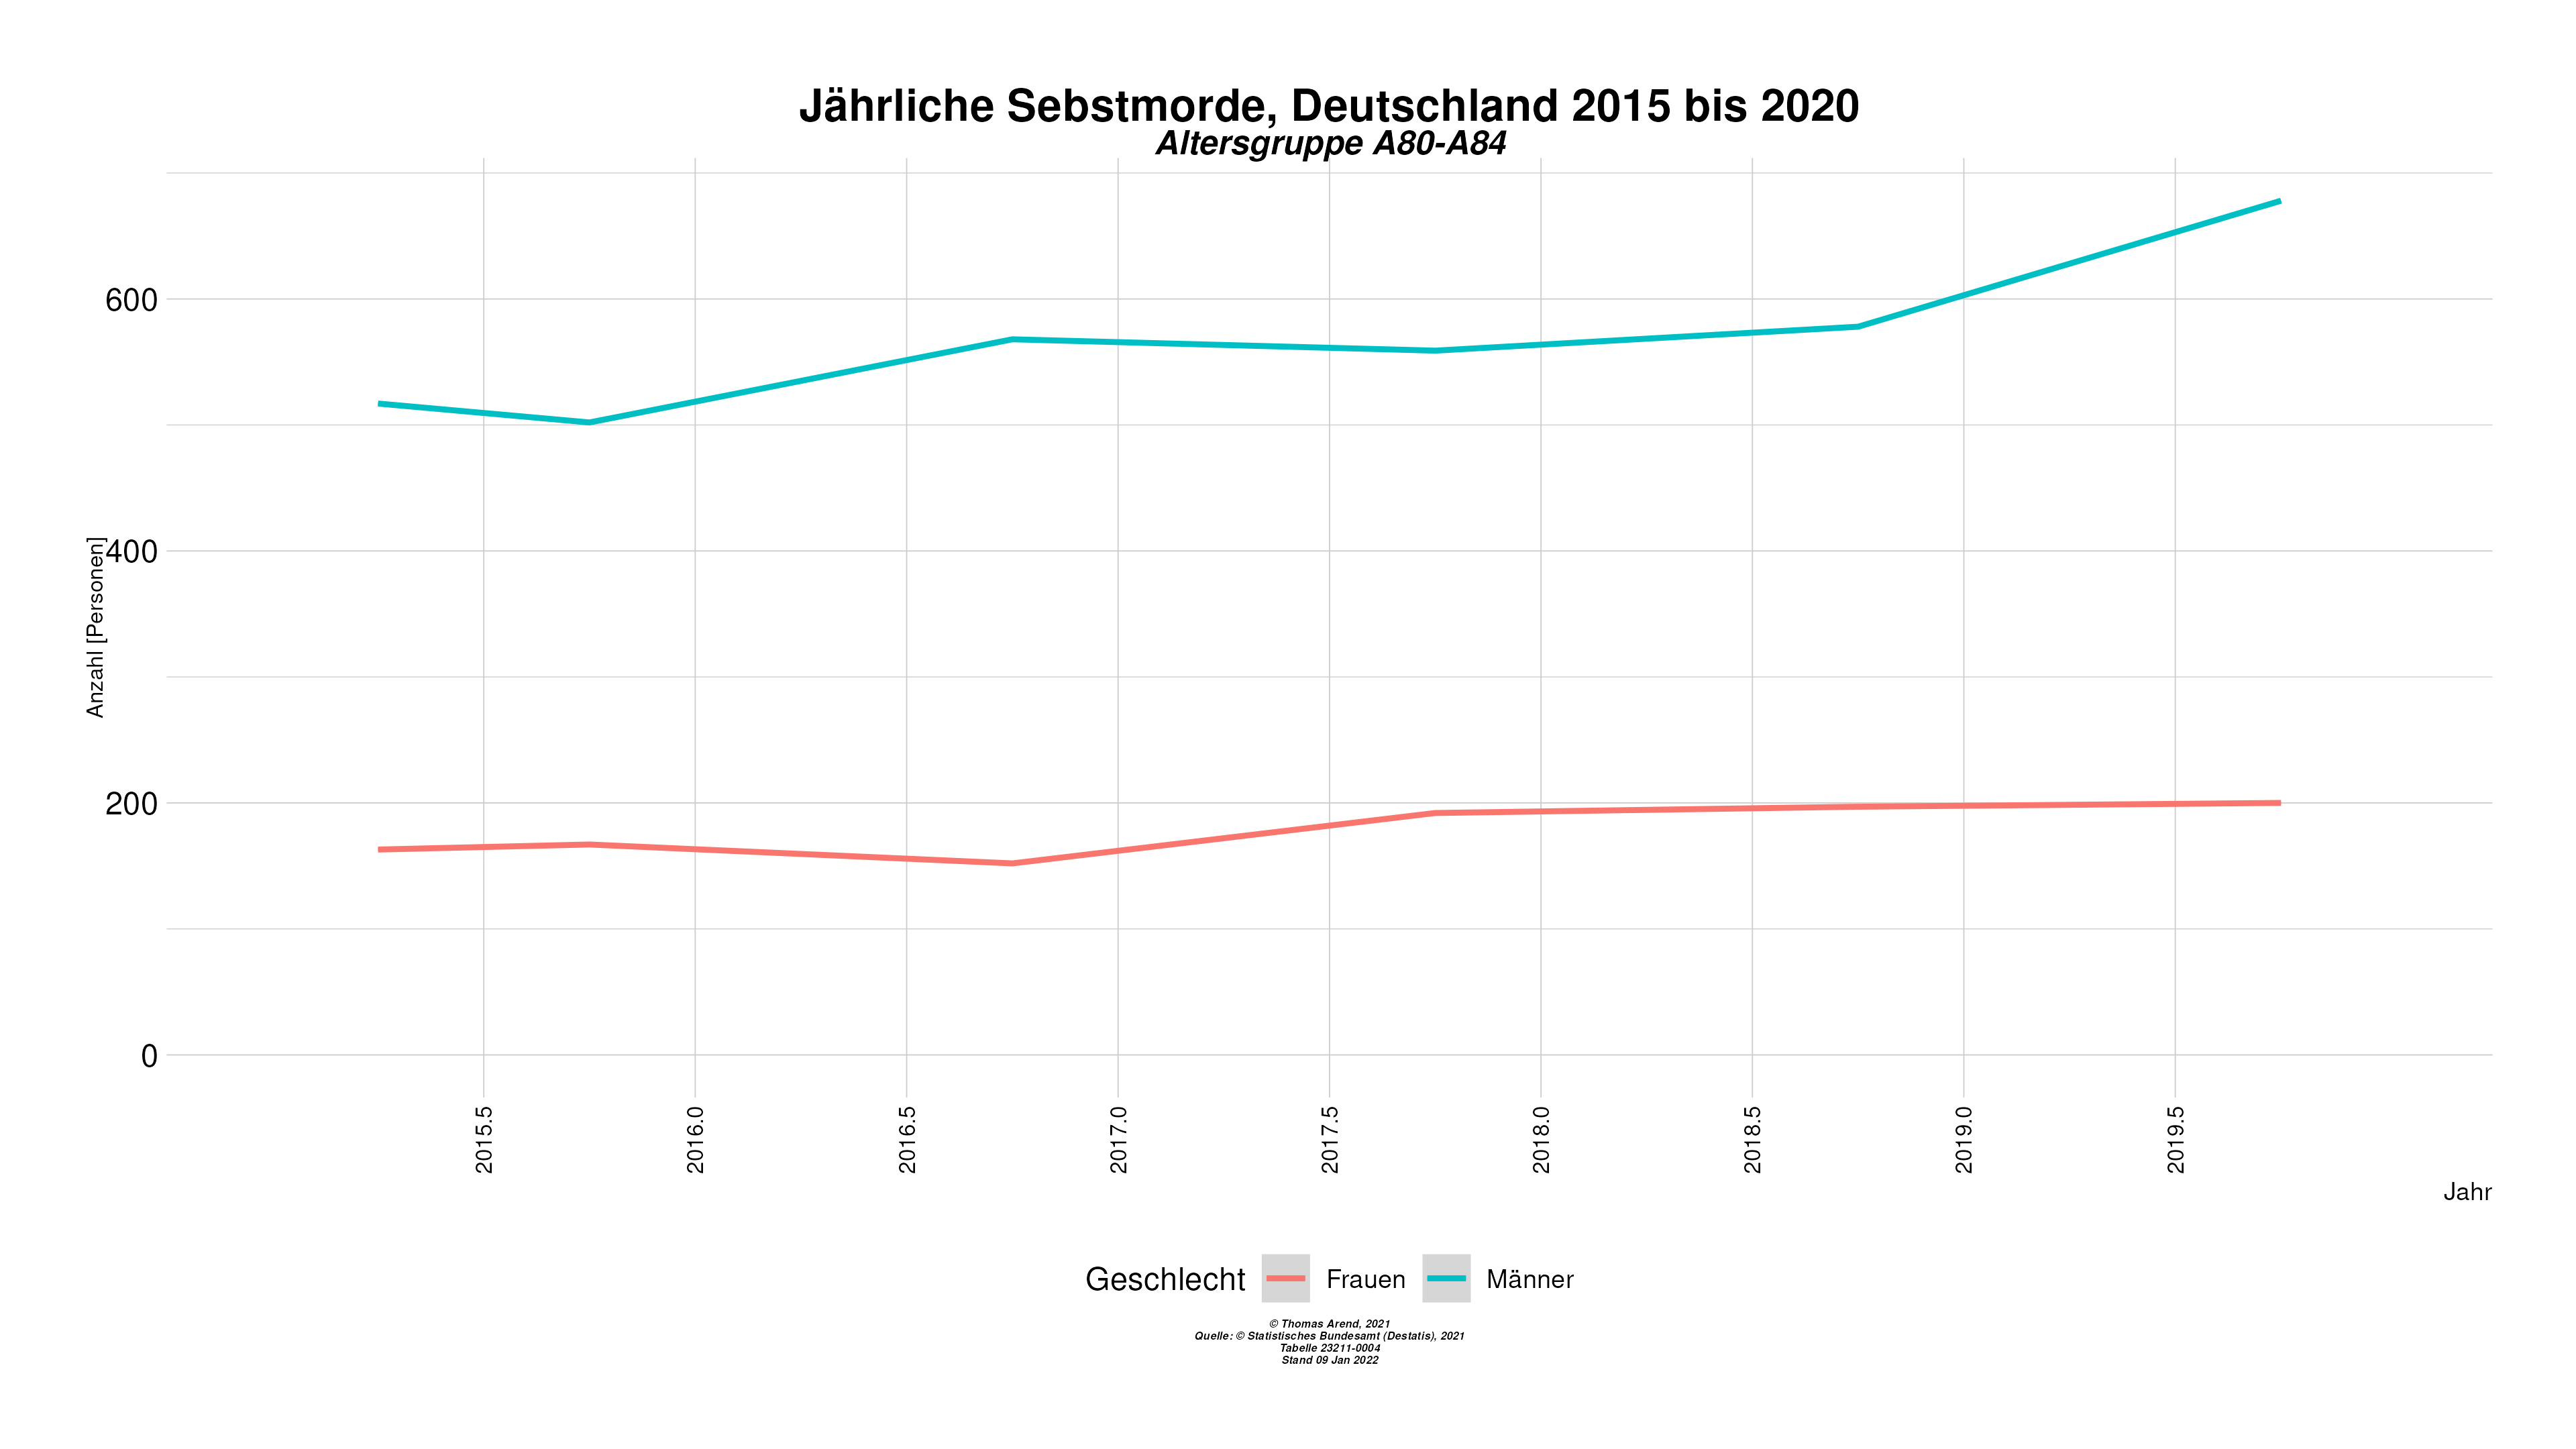 Jährliche Sebstmorde, Deutschland 2015 bis 2020
Altersgruppe A80-A84
Anzahl [Personen]
600
400
200
0
2015.5
2016.0
2016.5
2017.0
2017.5
2018.0
2018.5
2019.0
2019.5
Jahr
Geschlecht Frauen Männer
© Thomas Arend, 2021
Quelle: © Statistisches Bundesamt (Destatis), 2021
Tabelle 23211-0004
Stand 09 Jan 2022